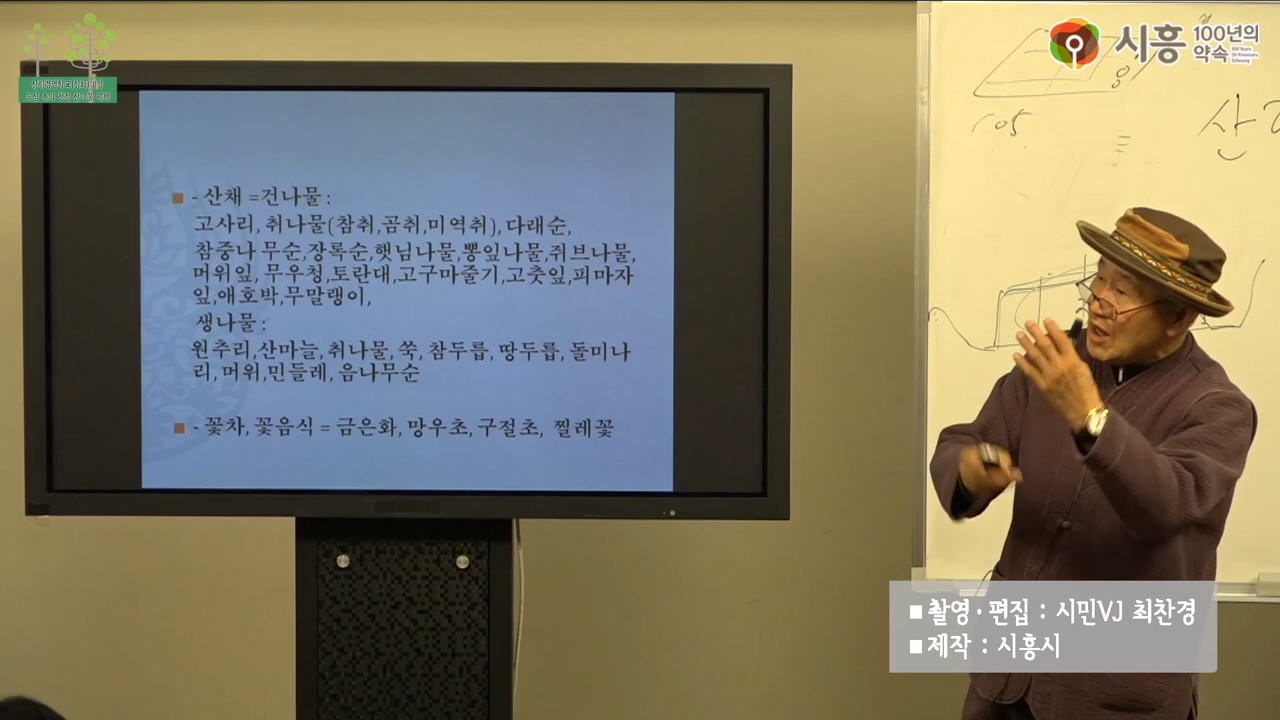 시흥
100년의
약속
100 Years
Of Promises
Siheung
105
산
- 산채 =건나물 :
고사리, 취나물(참취,곰취,미역취),다래순,
참중나 무순,장록순,햇님나물,뽕잎나물,쥐브나물,
머위잎, 무우청,토란대,고구마줄기,고춧잎,피마자
잎,애호박,무말랭이,
생나물 :
원추리,산마늘, 취나물, 쑥, 참두릅, 땅두릅, 돌미나
리, 머위,민들레, 음나무순
- 꽃차, 꽃음식 = 금은화, 망우초, 구절초, 찔레꽃
■ 촬영·편집 : 시민VJ 최찬경
■ 제작 : 시흥시